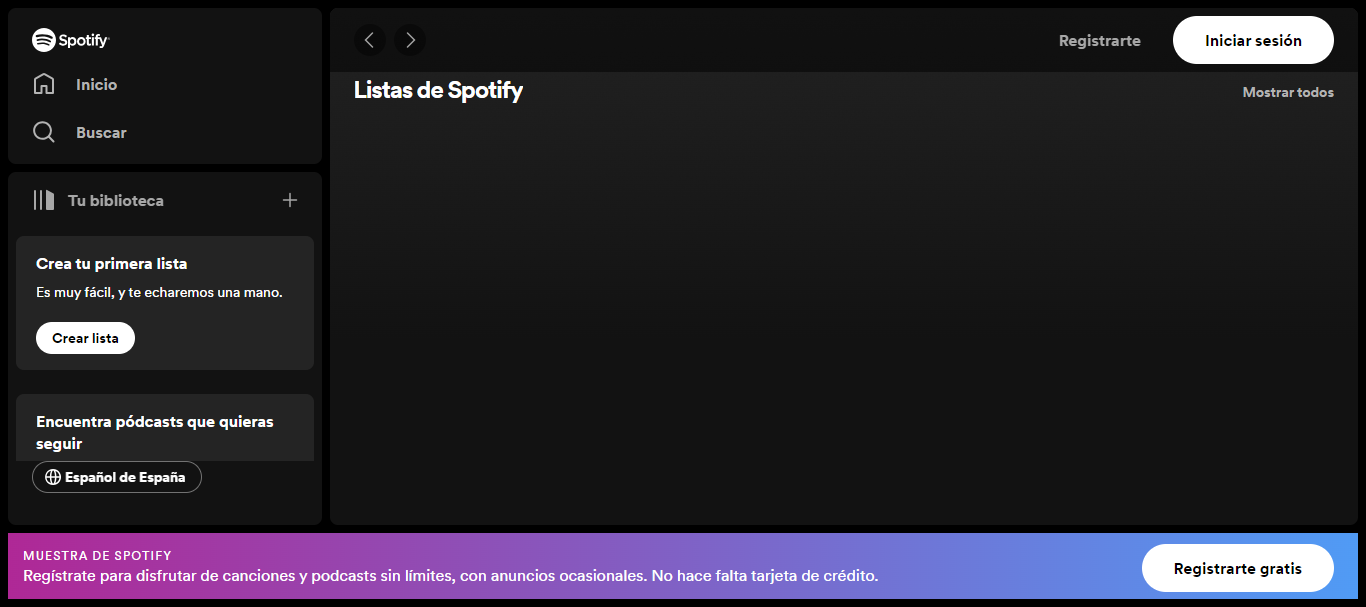 Spotify
Inicio
Buscar
Tu biblioteca
Crea tu primera lista
Es muy fácil, y te echaremos una mano.
Crear lista
Encuentra pódcasts que quieras
seguir
Español de España
Registrarte
Iniciar sesión
Listas de Spotify
Mostrar todos
MUESTRA DE SPOTIFY
Regístrate para disfrutar de canciones y podcasts sin límites, con anuncios ocasionales. No hace falta tarjeta de crédito.
Registrarte gratis